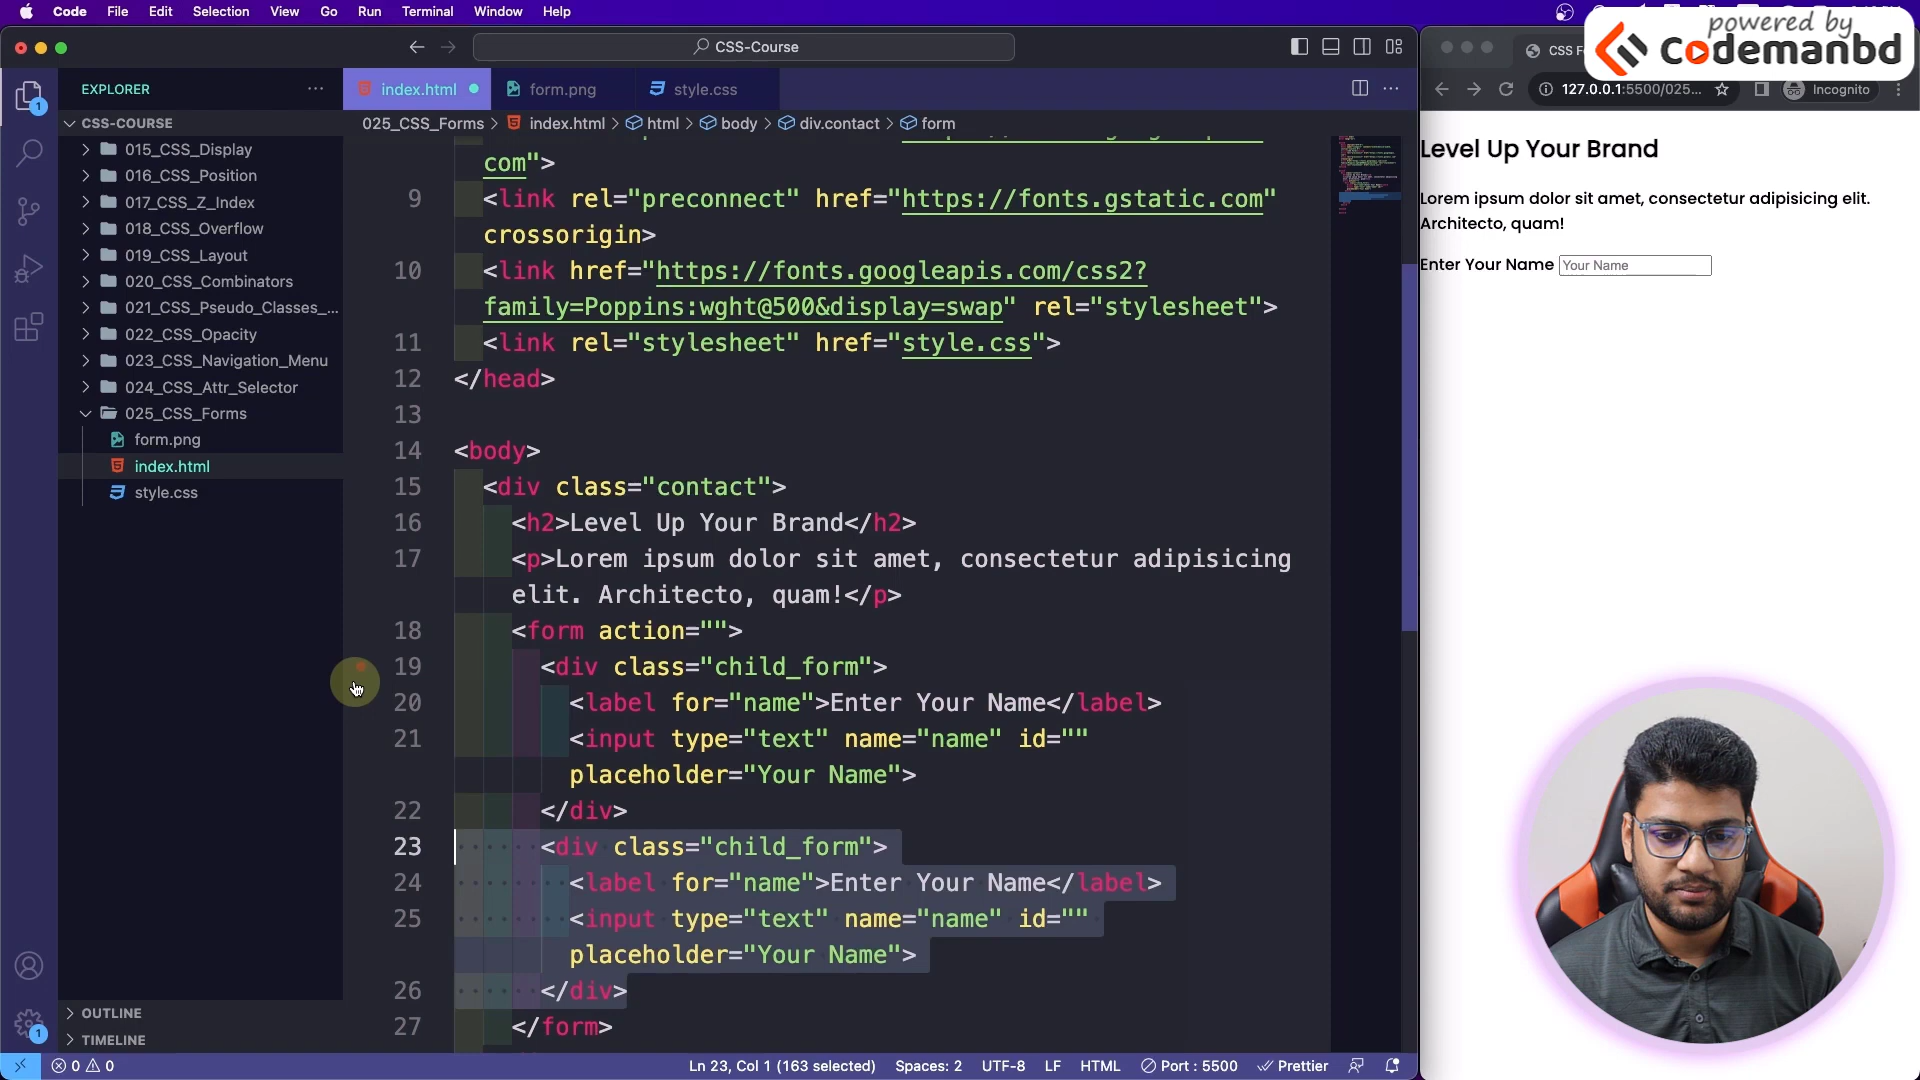 Code File Edit Selection View Go Run Terminal Window Help
powered by
Codemanbd
CSS-Course
CSS F
127.0.0.1:5500/025... Incognito
EXPLORER
index.html form.png style.css
CSS-COURSE
025_CSS_Forms > index.html > html > body > div.contact > form
015_CSS_Display
016_CSS_Position
017_CSS_Z_Index
018_CSS_Overflow
019_CSS_Layout
020_CSS_Combinators
021_CSS_Pseudo_Classes_...
022_CSS_Opacity
023_CSS_Navigation_Menu
024_CSS_Attr_Selector
025_CSS_Forms
form.png
index.html
style.css
OUTLINE
TIMELINE
1
1
com">
9 <link rel="preconnect" href="https://fonts.gstatic.com"
crossorigin>
10 <link href="https://fonts.googleapis.com/css2?
family=Poppins:wght@500&display=swap" rel="stylesheet">
11 <link rel="stylesheet" href="style.css">
12 </head>
13
14 <body>
15 <div class="contact">
16 <h2>Level Up Your Brand</h2>
17 <p>Lorem ipsum dolor sit amet, consectetur adipisicing
elit. Architecto, quam!</p>
18 <form action="">
19 <div class="child_form">
20 <label for="name">Enter Your Name</label>
21 <input type="text" name="name" id=""
placeholder="Your Name">
22 </div>
23 <div class="child_form">
24 <label for="name">Enter Your Name</label>
25 <input type="text" name="name" id=""
placeholder="Your Name">
26 </div>
27 </form>
Level Up Your Brand
Lorem ipsum dolor sit amet, consectetur adipisicing elit.
Architecto, quam!
Enter Your Name Your Name
0 0 Ln 23, Col 1 (163 selected) Spaces: 2 UTF-8 LF HTML Port : 5500 Prettier